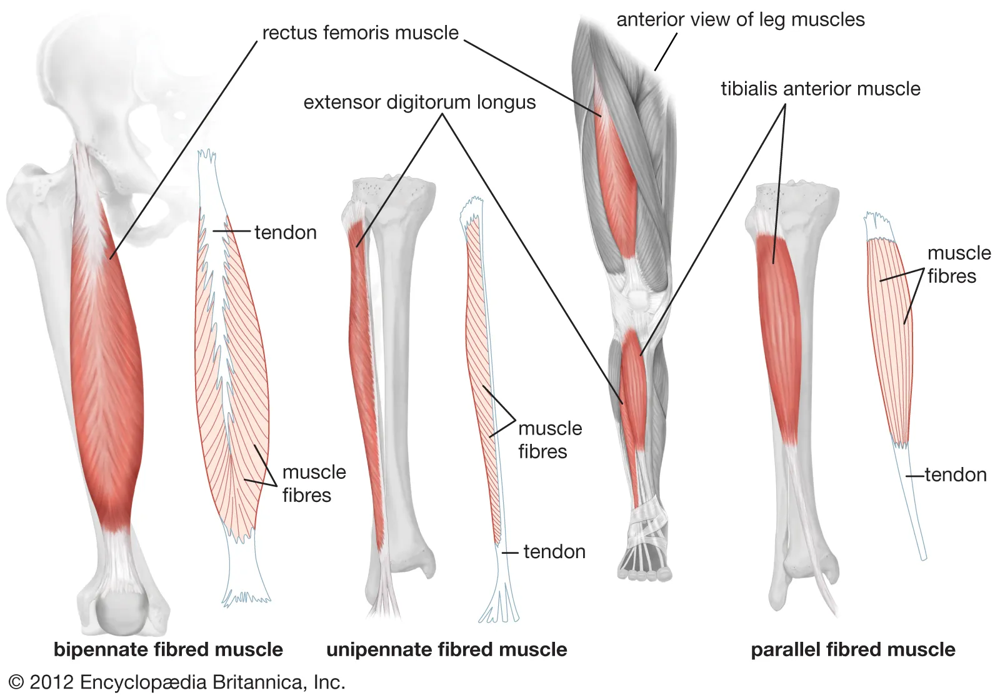 anterior view of leg muscles
rectus femoris muscle
tibialis anterior muscle
extensor digitorum longus
tendon
muscle
fibres
muscle
fibres
muscle
fibres
tendon
tendon
bipennate fibred muscle
unipennate fibred muscle
parallel fibred muscle
© 2012 Encyclopædia Britannica, Inc.